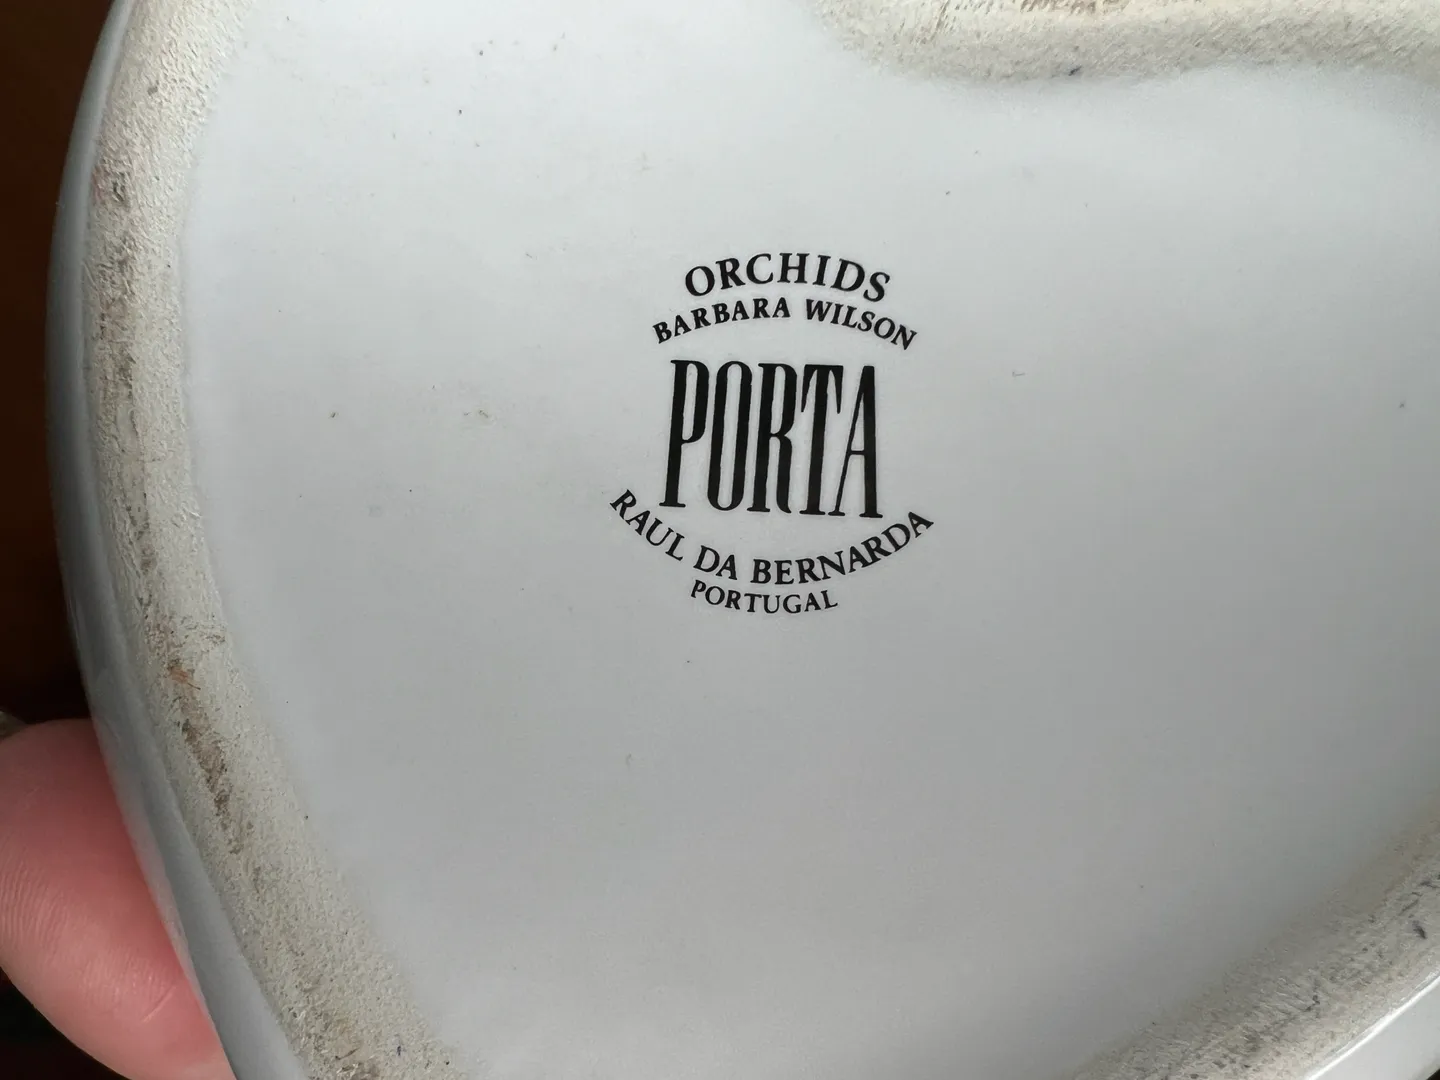 ORCHIDS
BARBARA WILSON
PORTA
RAUL DA BERNARDA
PORTUGAL